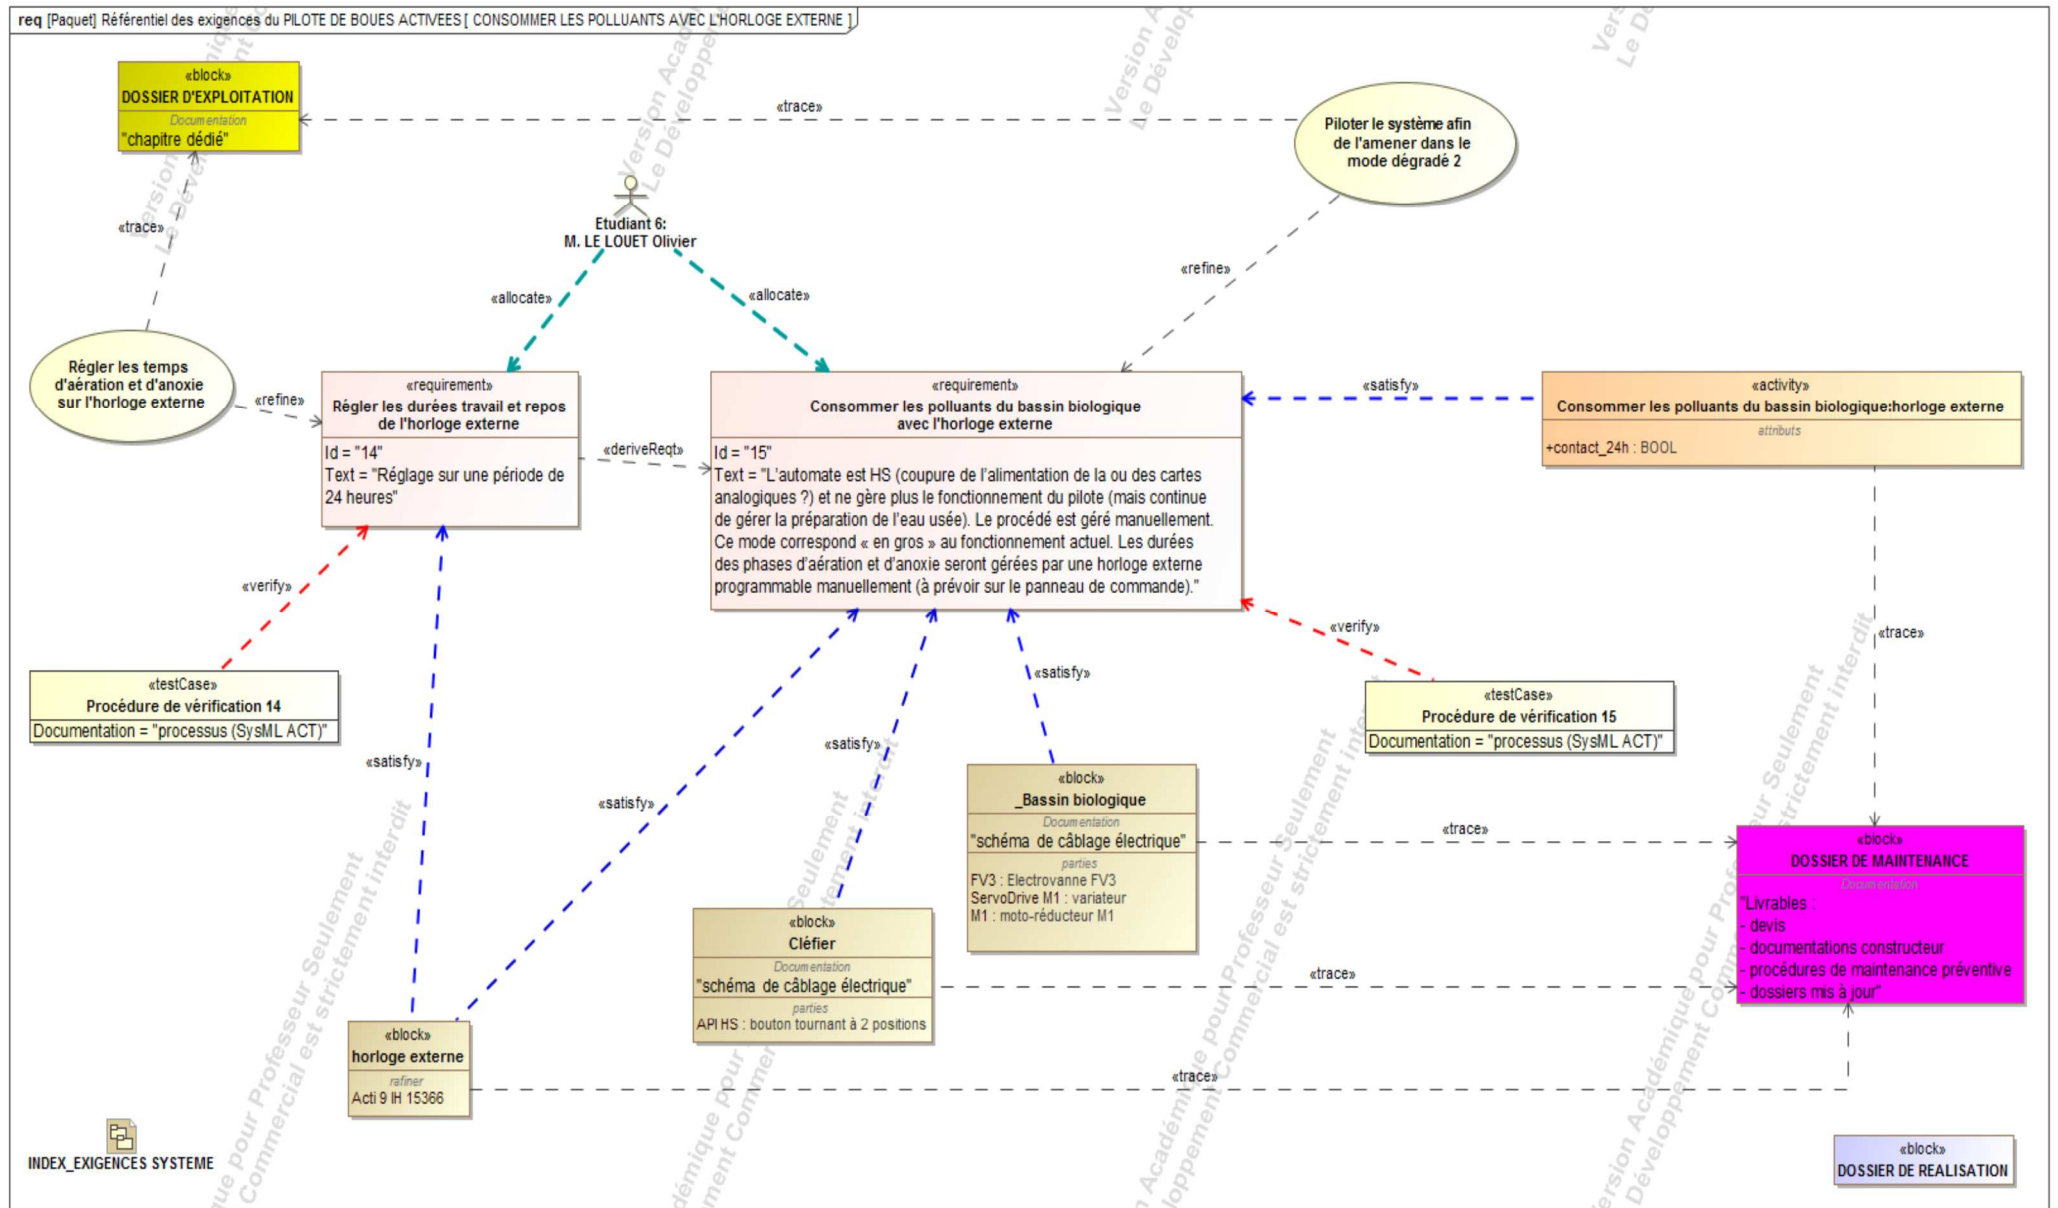 req [Paquet] Référentiel des exigences du PILOTE DE BOUES ACTIVEES [ CONSOMMER LES POLLUANTS AVEC L'HORLOGE EXTERNE ]
«block»
DOSSIER D'EXPLOITATION
Documentation
"chapitre dédié"
«trace»
Piloter le système afin
de l'amener dans le
mode dégradé 2
«trace»
Etudiant 6:
M. LE LOUET Olivier
«allocate»
«allocate»
«refine»
Régler les temps
d'aération et d'anoxie
sur l'horloge externe
«refine»
«requirement»
Régler les durées travail et repos
de l'horloge externe
Id = "14"
Text = "Réglage sur une période de
24 heures"
«deriveReqt»
«requirement»
Consommer les polluants du bassin biologique
avec l'horloge externe
Id = "15"
Text = "L'automate est HS (coupure de l'alimentation de la ou des cartes
analogiques ?) et ne gère plus le fonctionnement du pilote (mais continue
de gérer la préparation de l'eau usée). Le procédé est géré manuellement.
Ce mode correspond « en gros » au fonctionnement actuel. Les durées
des phases d'aération et d'anoxie seront gérées par une horloge externe
programmable manuellement (à prévoir sur le panneau de commande)."
«satisfy»
«activity»
Consommer les polluants du bassin biologique:horloge externe
attributs
+contact_24h : BOOL
«verify»
«testCase»
Procédure de vérification 14
Documentation = "processus (SysML ACT)"
«satisfy»
«satisfy»
«satisfy»
«satisfy»
«verify»
«testCase»
Procédure de vérification 15
Documentation = "processus (SysML ACT)"
«trace»
«block»
_Bassin biologique
Documentation
"schéma de câblage électrique"
parties
FV3 : Electrovanne FV3
ServoDrive M1 : variateur
M1 : moto-réducteur M1
«trace»
«block»
DOSSIER DE MAINTENANCE
Documentation
"Livrables :
- devis
- documentations constructeur
- procédures de maintenance préventive
- dossiers mis à jour"
«block»
Cléfier
Documentation
"schéma de câblage électrique"
parties
API HS : bouton tournant à 2 positions
«trace»
«block»
horloge externe
rafiner
Acti 9 IH 15366
«trace»
INDEX_EXIGENCES SYSTEME
«block»
DOSSIER DE REALISATION